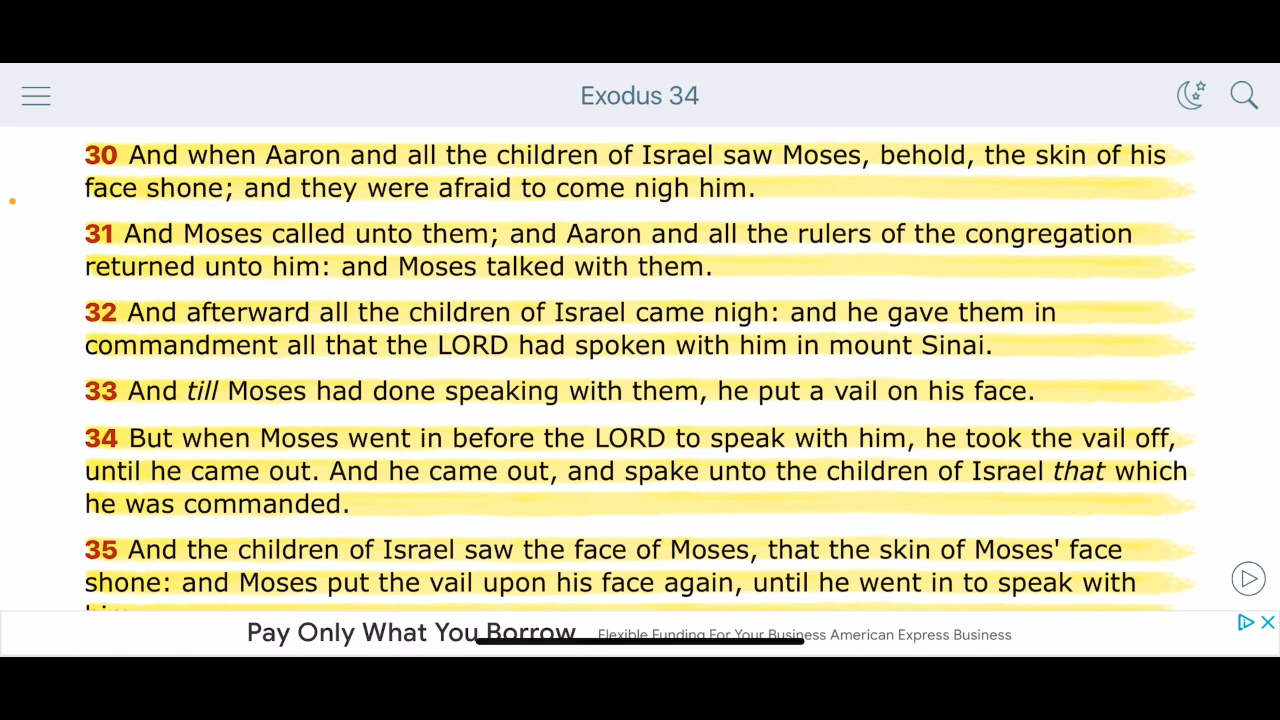 Exodus 34
30 And when Aaron and all the children of Israel saw Moses, behold, the skin of his
face shone; and they were afraid to come nigh him.
31 And Moses called unto them; and Aaron and all the rulers of the congregation
returned unto him: and Moses talked with them.
32 And afterward all the children of Israel came nigh: and he gave them in
commandment all that the LORD had spoken with him in mount Sinai.
33 And till Moses had done speaking with them, he put a vail on his face.
34 But when Moses went in before the LORD to speak with him, he took the vail off,
until he came out. And he came out, and spake unto the children of Israel that which
he was commanded.
35 And the children of Israel saw the face of Moses, that the skin of Moses' face
shone: and Moses put the vail upon his face again, until he went in to speak with
Pay Only What You Borrow
Flexible Funding For Your Business American Express Business